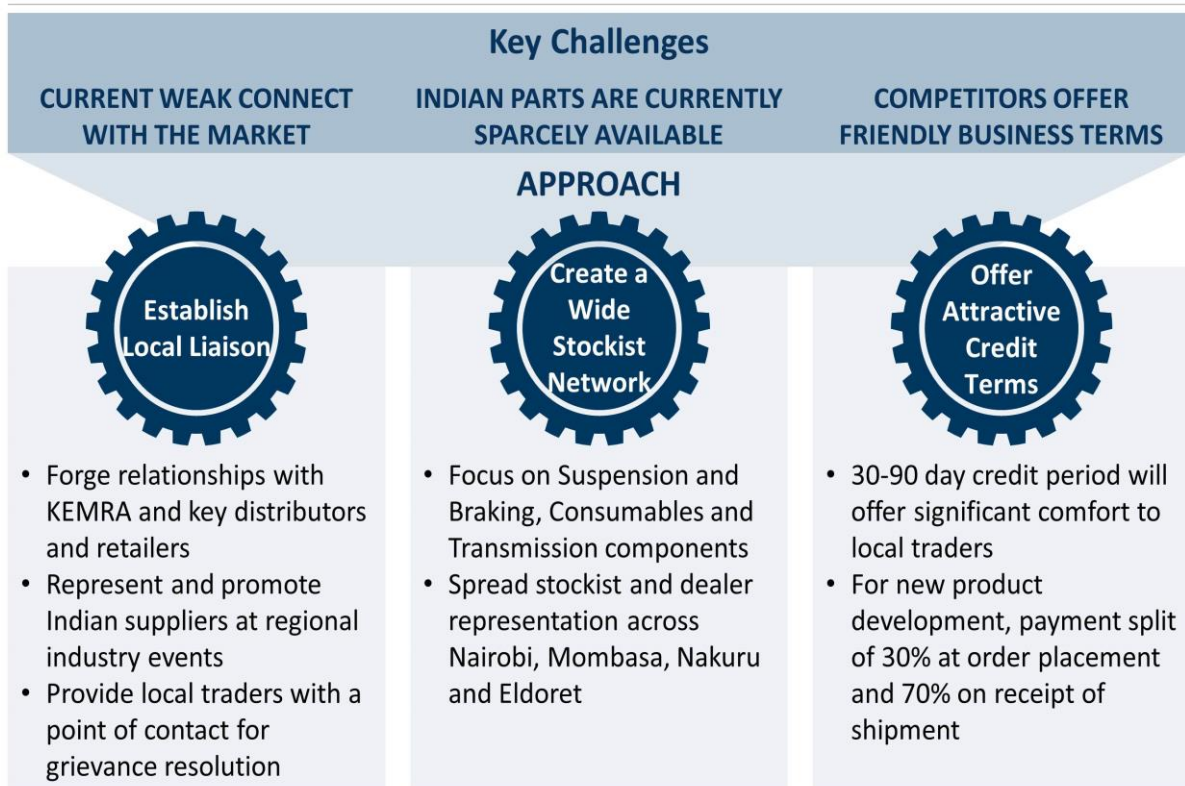 Key Challenges
CURRENT WEAK CONNECT
WITH THE MARKET
INDIAN PARTS ARE CURRENTLY
SPARCELY AVAILABLE
COMPETITORS OFFER
FRIENDLY BUSINESS TERMS
APPROACH
Establish
Local Liaison
• Forge relationships with
KEMRA and key distributors
and retailers
• Represent and promote
Indian suppliers at regional
industry events
• Provide local traders with a
point of contact for
grievance resolution
Create a
Wide
Stockist
Network
• Focus on Suspension and
Braking, Consumables and
Transmission components
• Spread stockist and dealer
representation across
Nairobi, Mombasa, Nakuru
and Eldoret
Offer
Attractive
Credit
Terms
• 30-90 day credit period will
offer significant comfort to
local traders
• For new product
development, payment split
of 30% at order placement
and 70% on receipt of
shipment